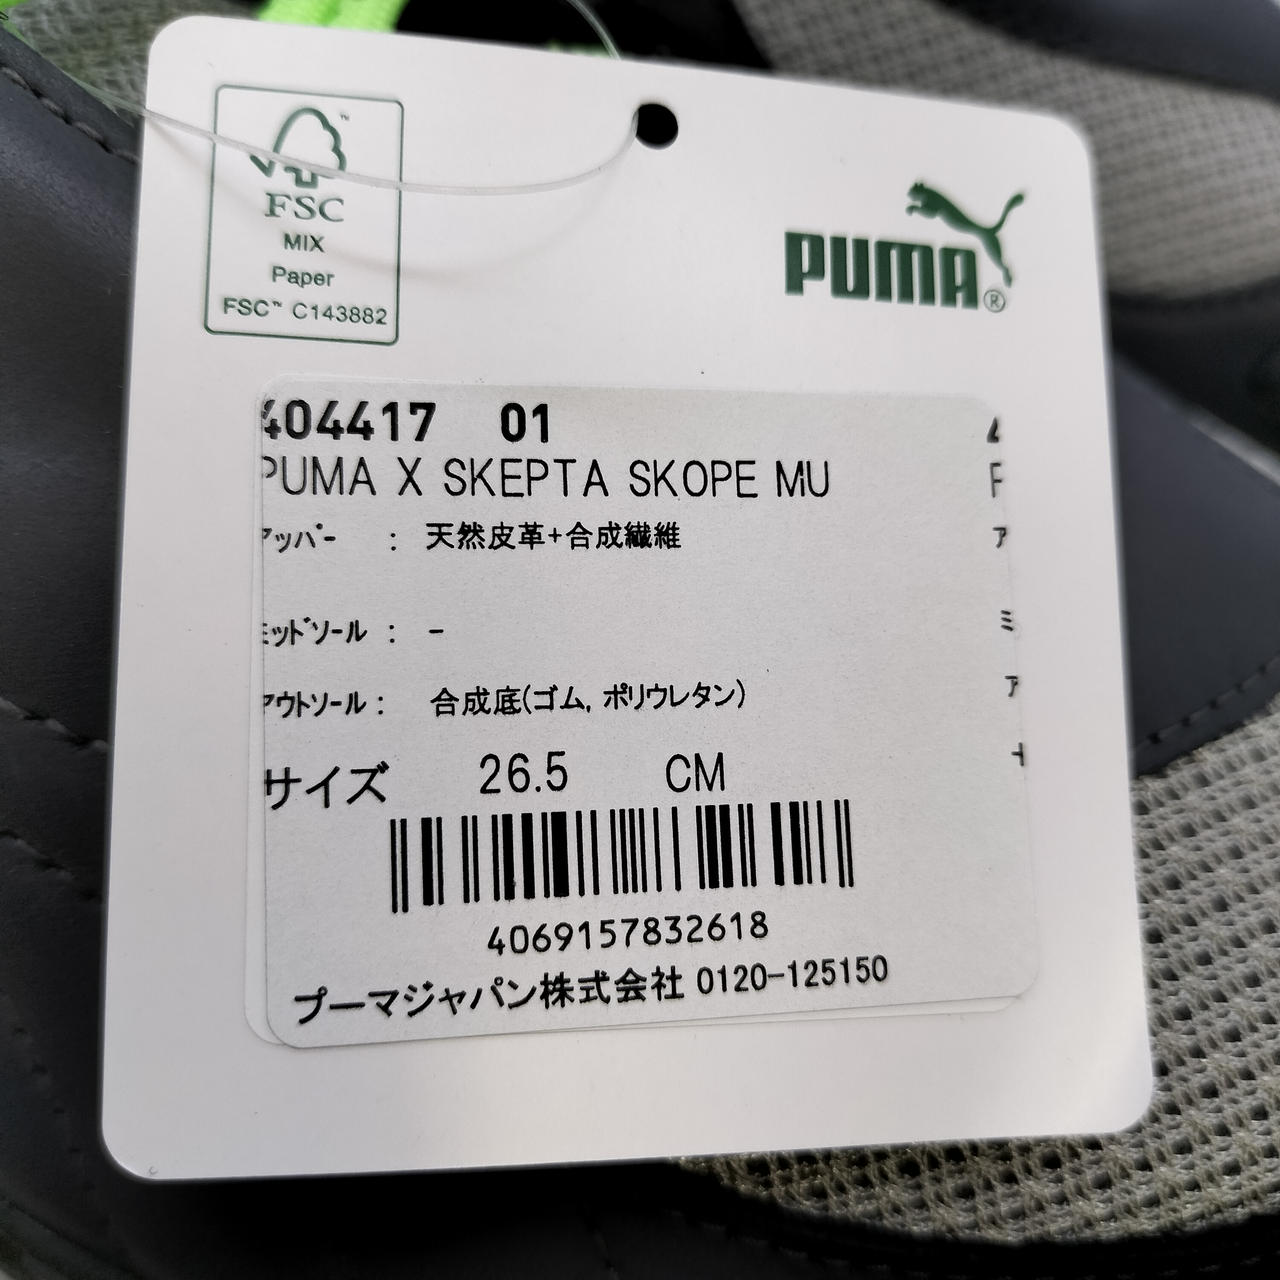 FSC
MIX
Paper
FSC™ C143882
PUMA®
404417 01
PUMA X SKEPTA SKOPE MU
ｱｯﾊﾟｰ : 天然皮革+合成繊維
ﾐｯﾄﾞｿｰﾙ : -
ｱｳﾄｿｰﾙ : 合成底(ｺﾞﾑ, ﾎﾟﾘｳﾚﾀﾝ)
サイズ 26.5 CM
4069157832618
プーマジャパン株式会社 0120-125150